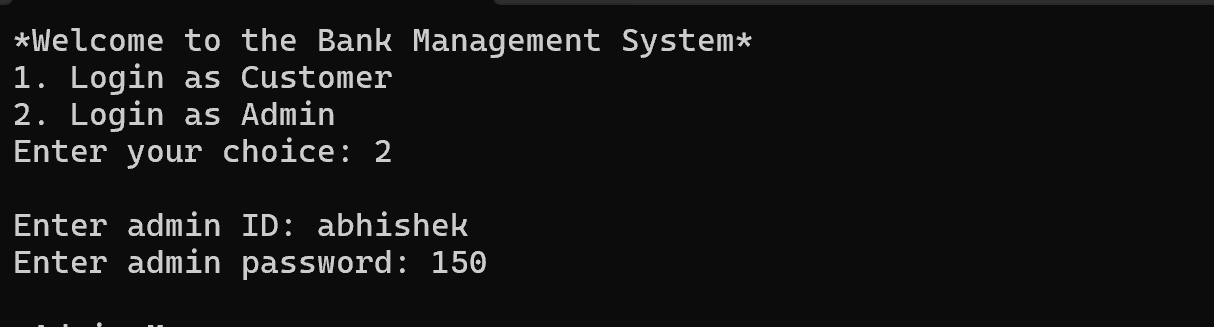 *Welcome to the Bank Management System*
1. Login as Customer
2. Login as Admin
Enter your choice: 2
Enter admin ID: abhishek
Enter admin password: 150